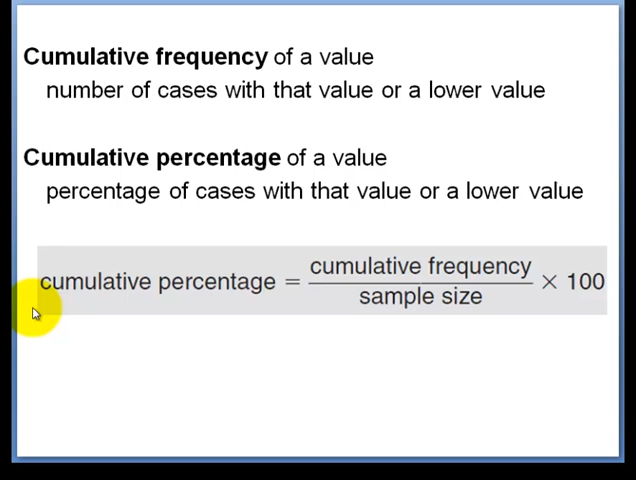 Cumulative frequency of a value
number of cases with that value or a lower value
Cumulative percentage of a value
percentage of cases with that value or a lower value
cumulative percentage = cumulative frequency / sample size × 100